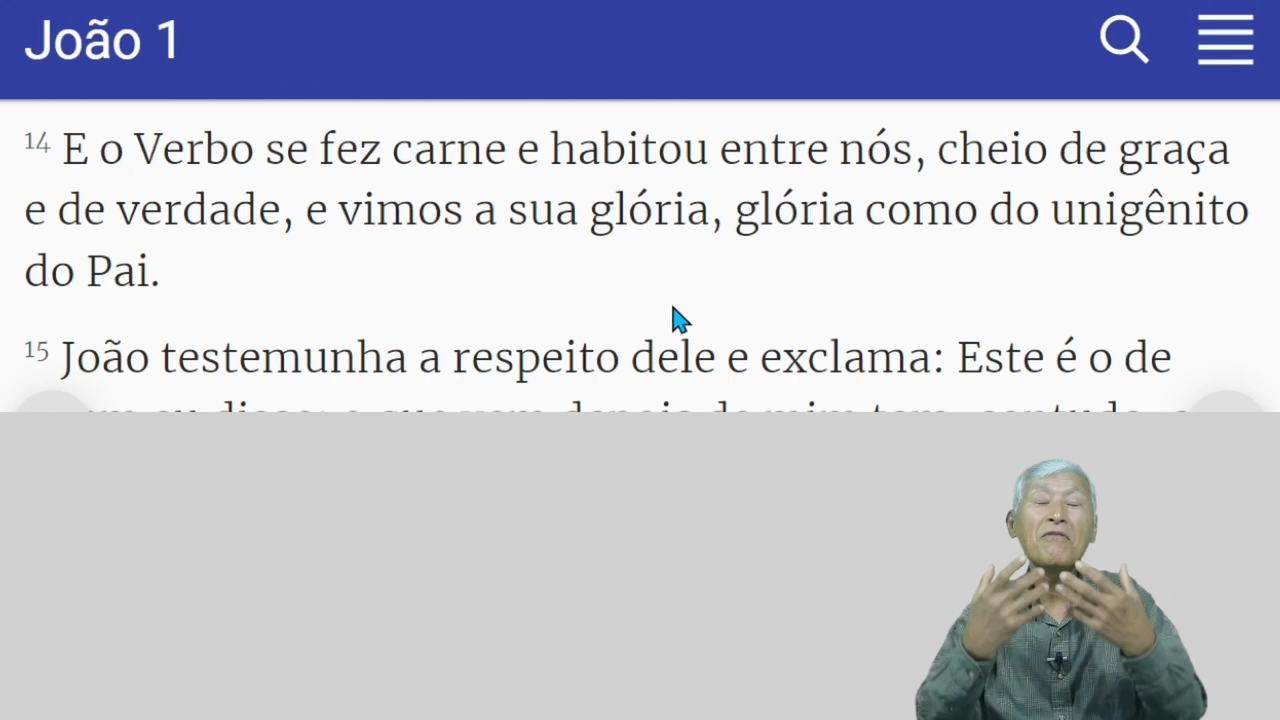 João 1
14 E o Verbo se fez carne e habitou entre nós, cheio de graça
e de verdade, e vimos a sua glória, glória como do unigênito
do Pai.
15 João testemunha a respeito dele e exclama: Este é o de